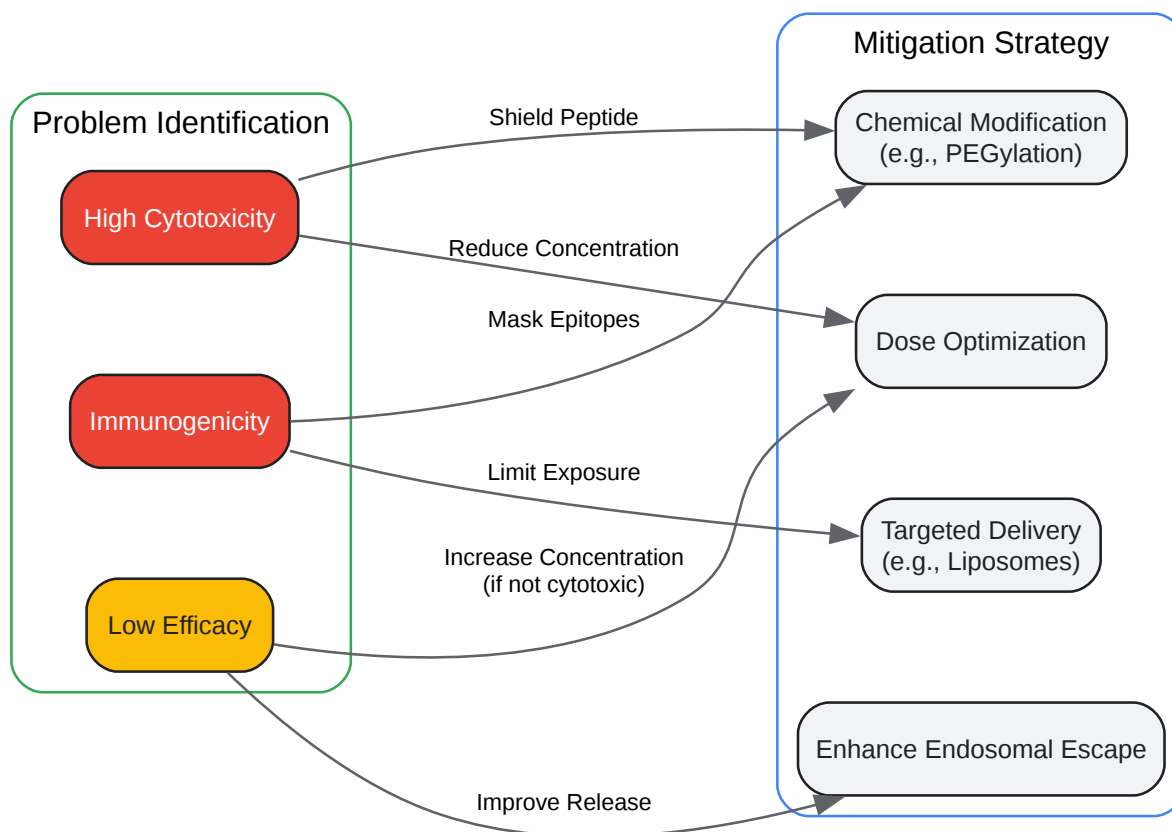 Problem Identification
High Cytotoxicity
Immunogenicity
Low Efficacy
Shield Peptide
Reduce Concentration
Mask Epitopes
Limit Exposure
Increase Concentration
(if not cytotoxic)
Improve Release
Mitigation Strategy
Chemical Modification
(e.g., PEGylation)
Dose Optimization
Targeted Delivery
(e.g., Liposomes)
Enhance Endosomal Escape